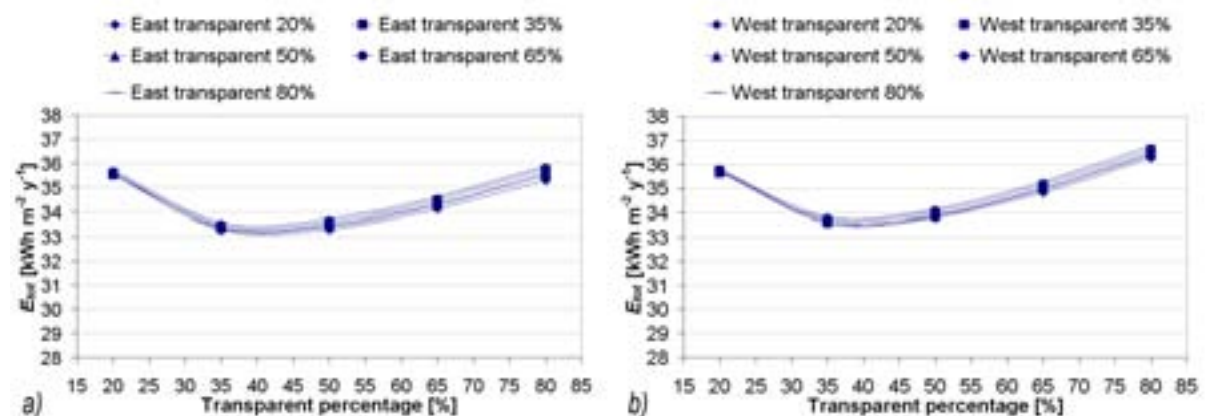 East transparent 20%
East transparent 35%
East transparent 50%
East transparent 65%
East transparent 80%
38
37
36
35
34
33
32
31
30
29
28
E_tot [kWh m⁻² y⁻¹]
15 20 25 30 35 40 45 50 55 60 65 70 75 80 85
Transparent percentage [%]
a)
West transparent 20%
West transparent 35%
West transparent 50%
West transparent 65%
West transparent 80%
38
37
36
35
34
33
32
31
30
29
28
E_tot [kWh m⁻² y⁻¹]
15 20 25 30 35 40 45 50 55 60 65 70 75 80 85
Transparent percentage [%]
b)